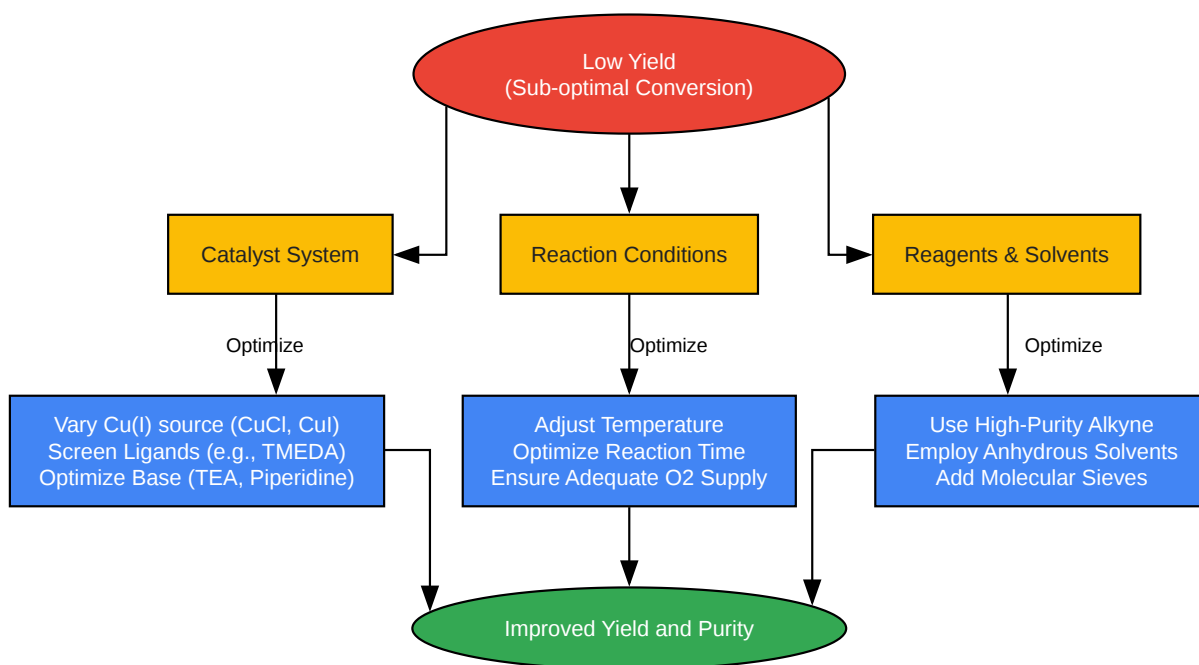 Low Yield
(Sub-optimal Conversion)
Catalyst System
Reaction Conditions
Reagents & Solvents
Optimize
Optimize
Optimize
Vary Cu(I) source (CuCl, CuI)
Screen Ligands (e.g., TMEDA)
Optimize Base (TEA, Piperidine)
Adjust Temperature
Optimize Reaction Time
Ensure Adequate O2 Supply
Use High-Purity Alkyne
Employ Anhydrous Solvents
Add Molecular Sieves
Improved Yield and Purity